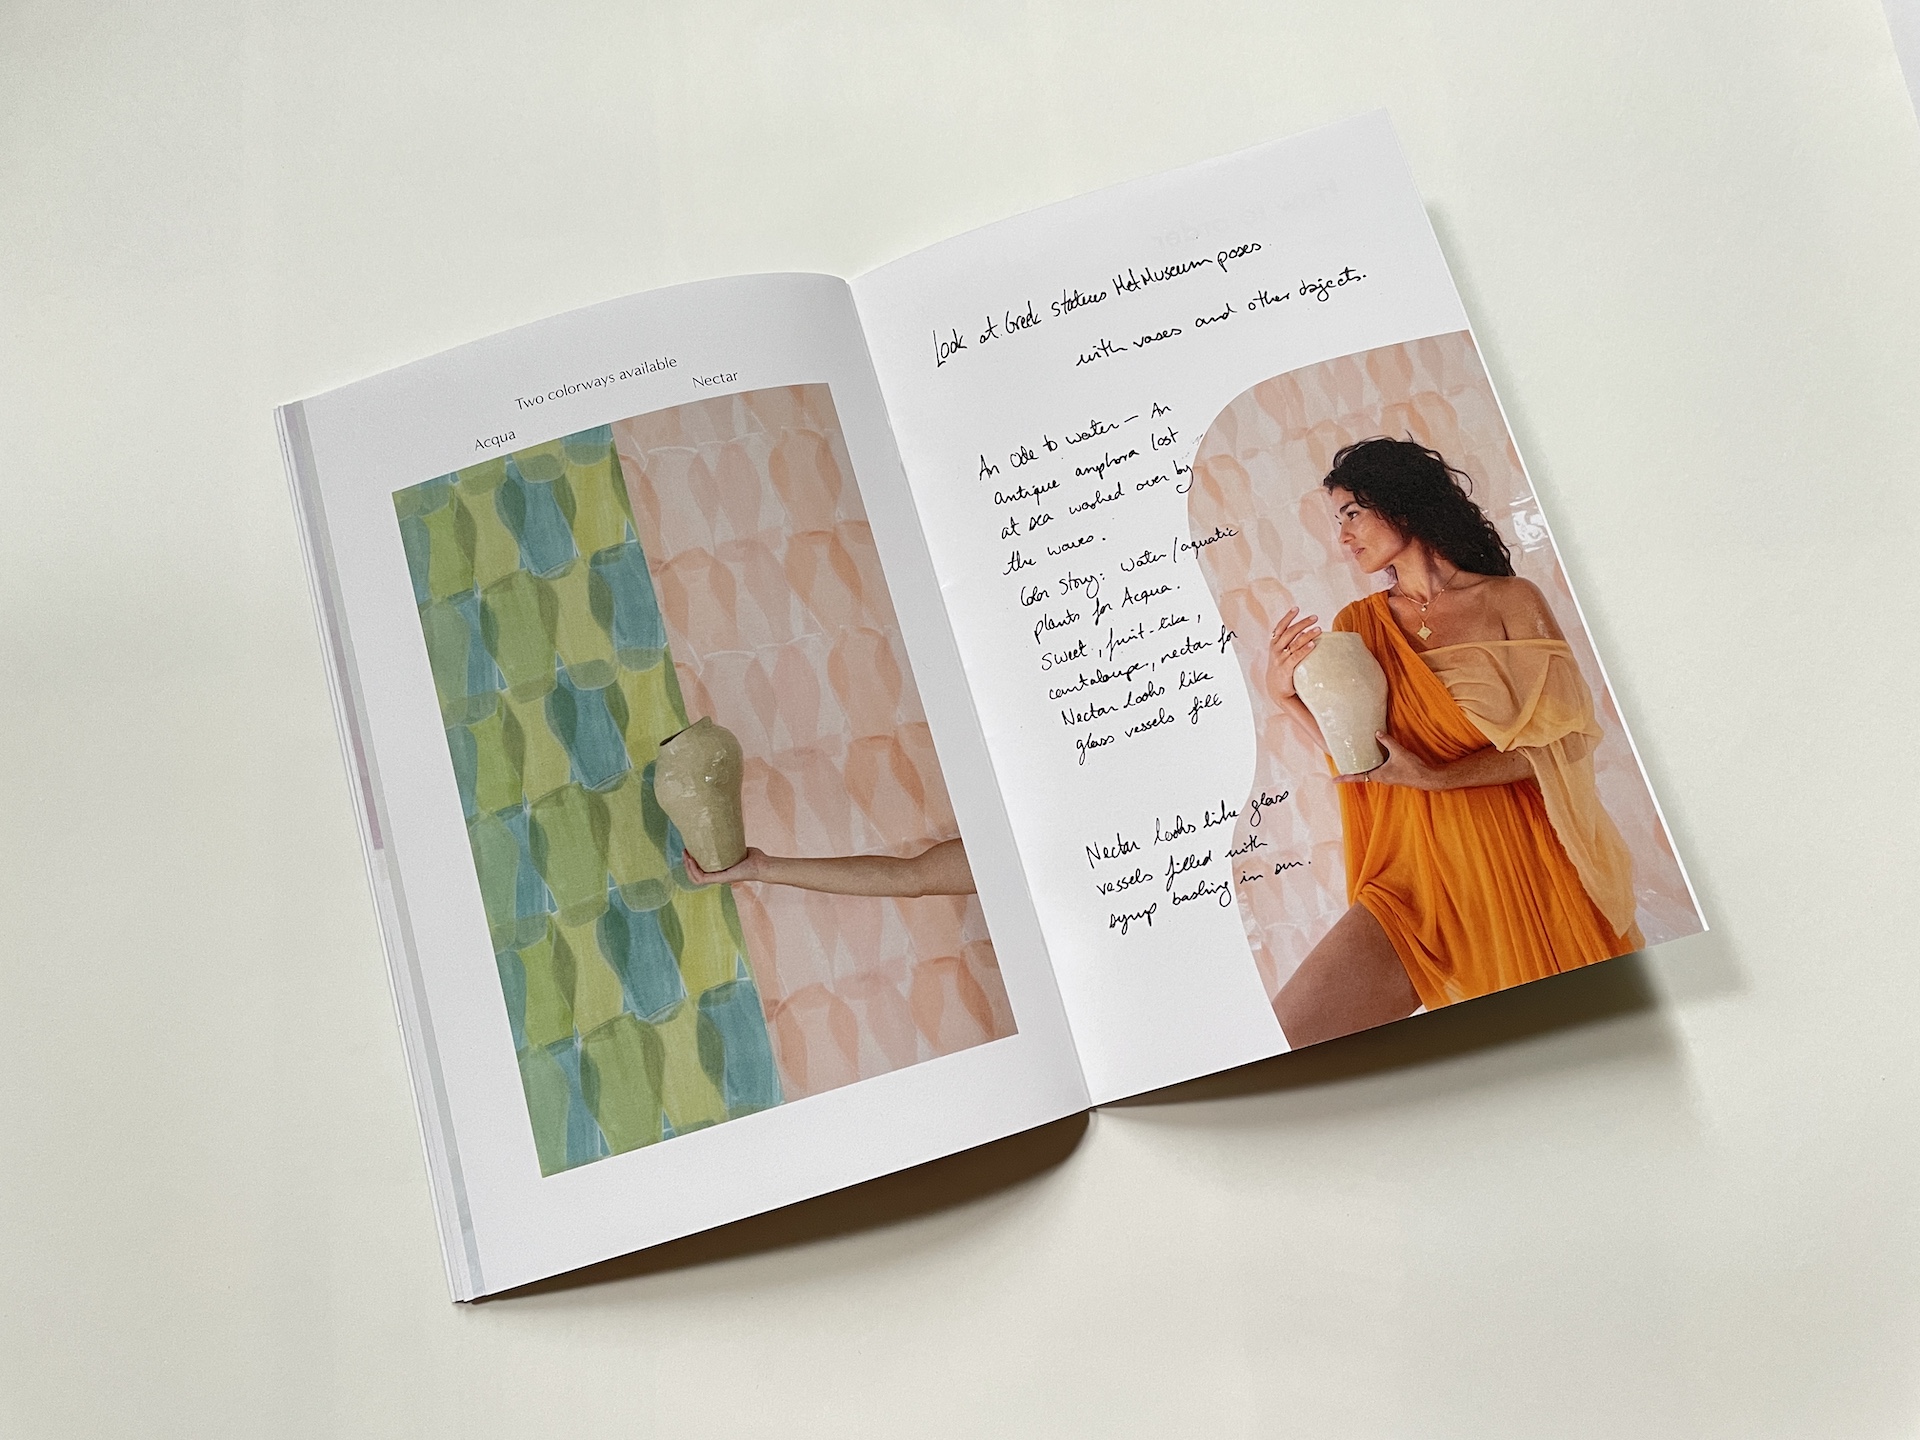 Two colorways available
Acqua
Nectar
Look at Greek statues Met Museum poses
with vases and other objects.
An Ode to water — An
antique amphora lost
at sea washed over by
the waves.
Color Story: Water/aquatic
plants for Acqua.
Sweet, fruit-like,
cantaloupe, nectar for
Nectar looks like
glass vessels fill
Nectar looks like glass
vessels filled with
syrup basking in sun.